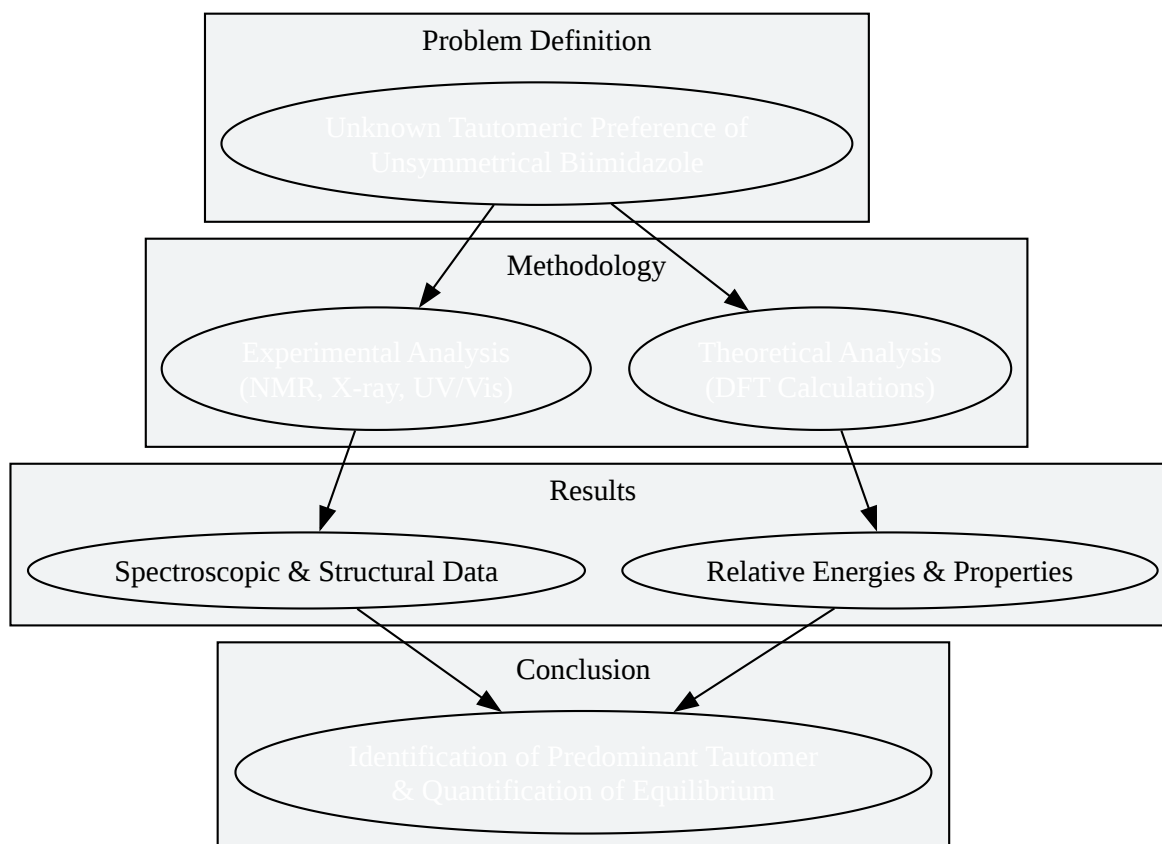 Problem Definition
Unknown Tautomeric Preference of
Unsymmetrical Biimidazole
Methodology
Experimental Analysis
(NMR, X-ray, UV/Vis)
Theoretical Analysis
(DFT Calculations)
Results
Spectroscopic & Structural Data
Relative Energies & Properties
Conclusion
Identification of Predominant Tautomer
& Quantification of Equilibrium